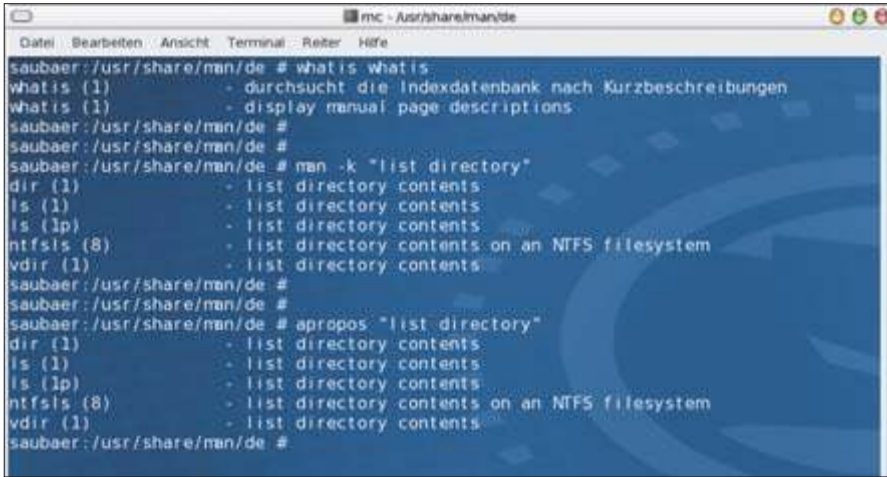 mc - /usr/share/man/de
Datei Bearbeiten Ansicht Terminal Reiter Hilfe
saubaer:/usr/share/man/de # whatis whatis
whatis (1) - durchsucht die Indexdatenbank nach Kurzbeschreibungen
whatis (1) - display manual page descriptions
saubaer:/usr/share/man/de #
saubaer:/usr/share/man/de #
saubaer:/usr/share/man/de # man -k "list directory"
dir (1) - list directory contents
ls (1) - list directory contents
ls (1p) - list directory contents
ntfsls (8) - list directory contents on an NTFS filesystem
vdir (1) - list directory contents
saubaer:/usr/share/man/de #
saubaer:/usr/share/man/de #
saubaer:/usr/share/man/de # apropos "list directory"
dir (1) - list directory contents
ls (1) - list directory contents
ls (1p) - list directory contents
ntfsls (8) - list directory contents on an NTFS filesystem
vdir (1) - list directory contents
saubaer:/usr/share/man/de #